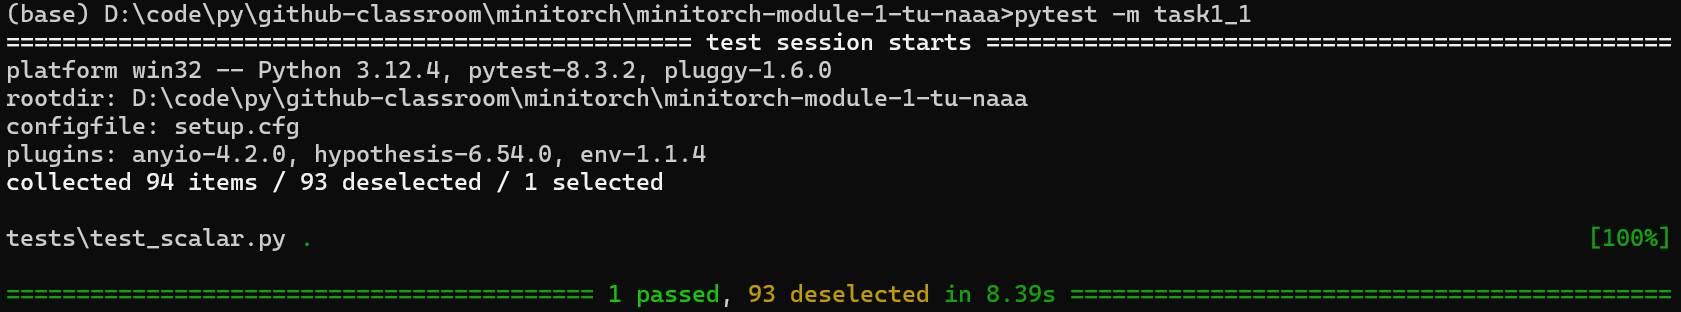 (base) D:\code\py\github-classroom\minitorch\minitorch-module-1-tu-naaa>pytest -m task1_1
================================================= test session starts =================================================
platform win32 -- Python 3.12.4, pytest-8.3.2, pluggy-1.6.0
rootdir: D:\code\py\github-classroom\minitorch\minitorch-module-1-tu-naaa
configfile: setup.cfg
plugins: anyio-4.2.0, hypothesis-6.54.0, env-1.1.4
collected 94 items / 93 deselected / 1 selected

tests\test_scalar.py .                                                                                           [100%]

========================================== 1 passed, 93 deselected in 8.39s ===========================================